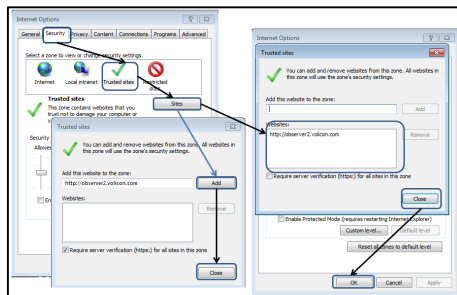 Internet Options
General Security Privacy Content Connections Programs Advanced
Select a zone to view or change security settings.
Internet Local intranet Trusted sites Restricted
sites
Trusted sites
This zone contains websites that you
trust not to damage your computer or
Sites
Security
Allowe
En
Trusted sites
You can add and remove websites from this zone. All websites in
this zone will use the zone's security settings.
Add this website to the zone:
http://observer2.volicon.com
Add
Websites:
Remove
Require server verification (https:) for all sites in this zone
Close
Internet Options
Trusted sites
You can add and remove websites from this zone. All websites in
this zone will use the zone's security settings.
Add this website to the zone:
Add
Websites:
http://observer2.volicon.com
Remove
Require server verification (https:) for all sites in this zone
Close
Enable Protected Mode (requires restarting Internet Explorer)
Custom level... Default level
Reset all zones to default level
OK Cancel Apply